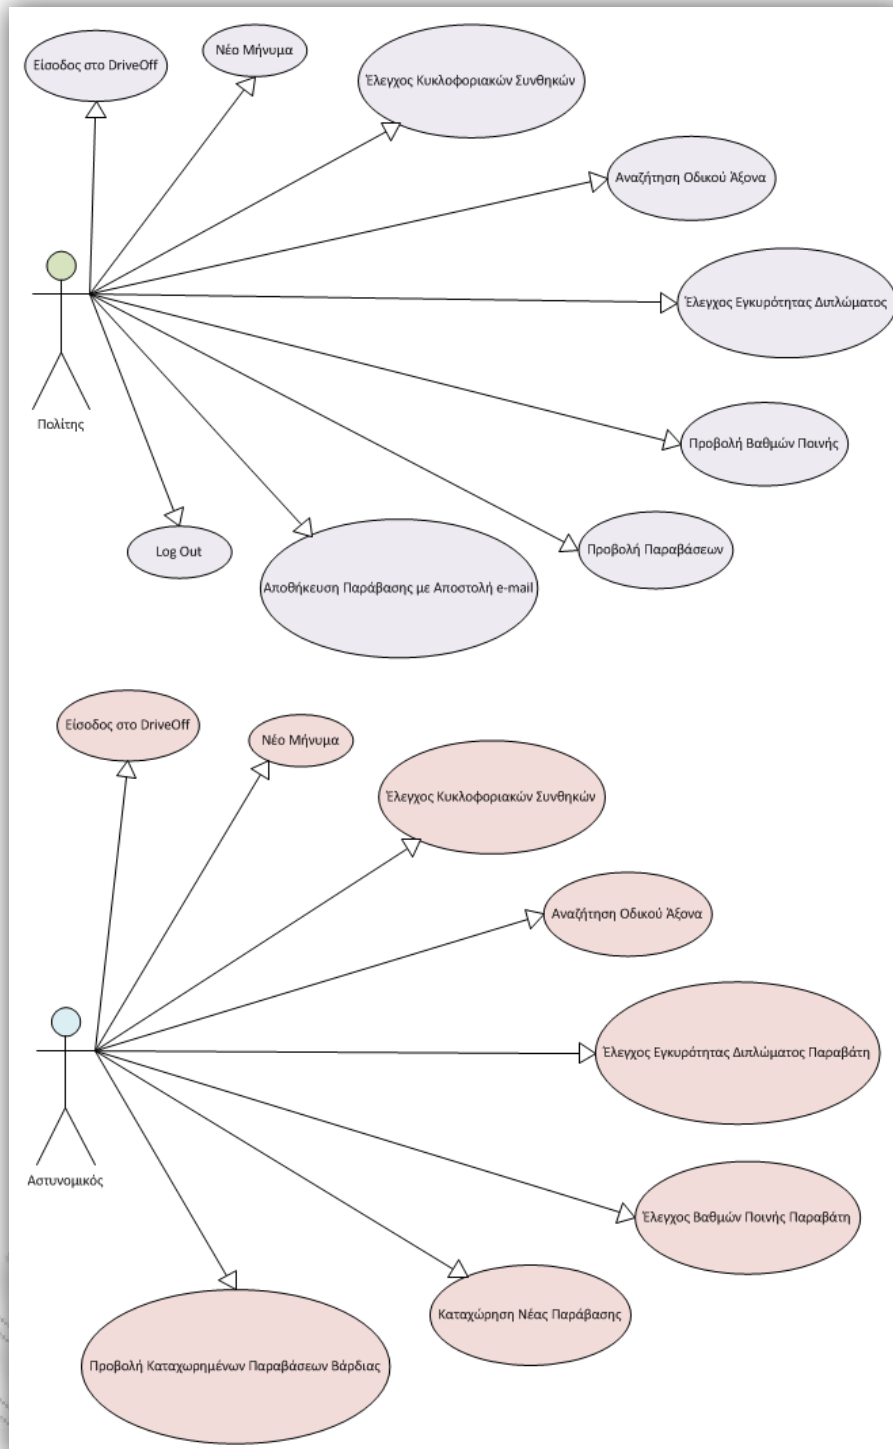 Είσοδος στο DriveOff
Νέο Μήνυμα
Έλεγχος Κυκλοφοριακών Συνθηκών
Αναζήτηση Οδικού Άξονα
Έλεγχος Εγκυρότητας Διπλώματος
Πολίτης
Προβολή Βαθμών Ποινής
Log Out
Προβολή Παραβάσεων
Αποθήκευση Παράβασης με Αποστολή e-mail
Είσοδος στο DriveOff
Νέο Μήνυμα
Έλεγχος Κυκλοφοριακών Συνθηκών
Αναζήτηση Οδικού Άξονα
Έλεγχος Εγκυρότητας Διπλώματος Παραβάτη
Αστυνομικός
Έλεγχος Βαθμών Ποινής Παραβάτη
Καταχώρηση Νέας Παράβασης
Προβολή Καταχωρημένων Παραβάσεων Βάρδιας